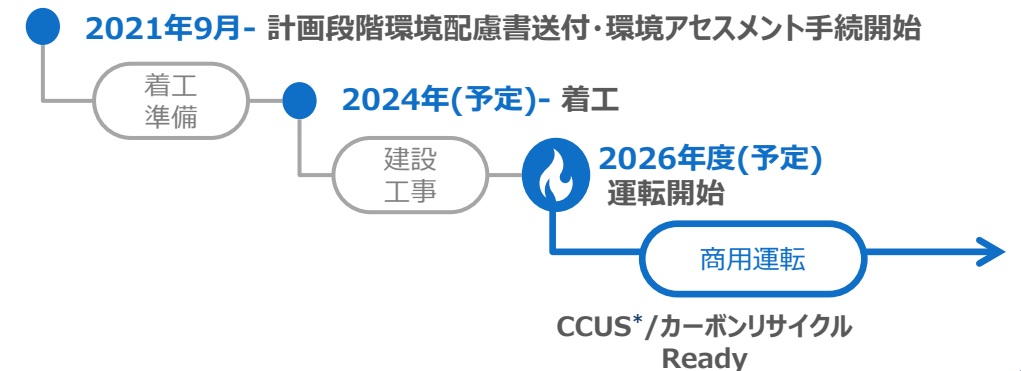 2021年9月- 計画段階環境配慮書送付・環境アセスメント手続開始
着工
準備
2024年(予定)- 着工
建設
工事
2026年度(予定)
運転開始
商用運転
CCUS*/カーボンリサイクル
Ready